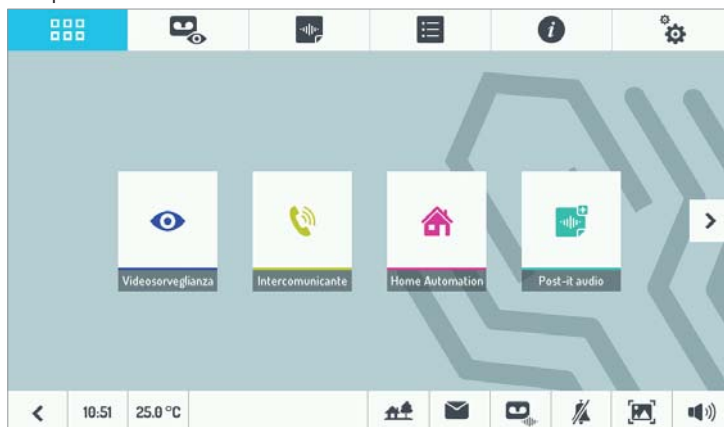 i
Videosorveglianza
Intercomunicante
Home Automation
Post-it audio
10:51
25.0 °C